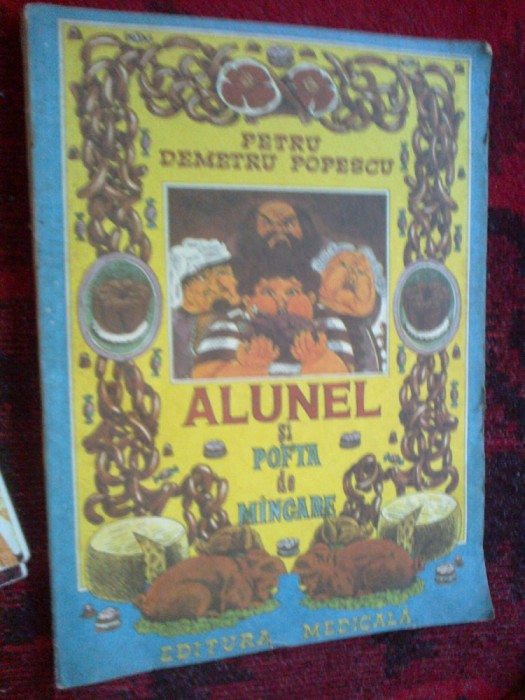 PETRU
DEMETRU POPESCU
ALUNEL
și
POFTA
de
MÎNCARE
EDITURA MEDICALĂ